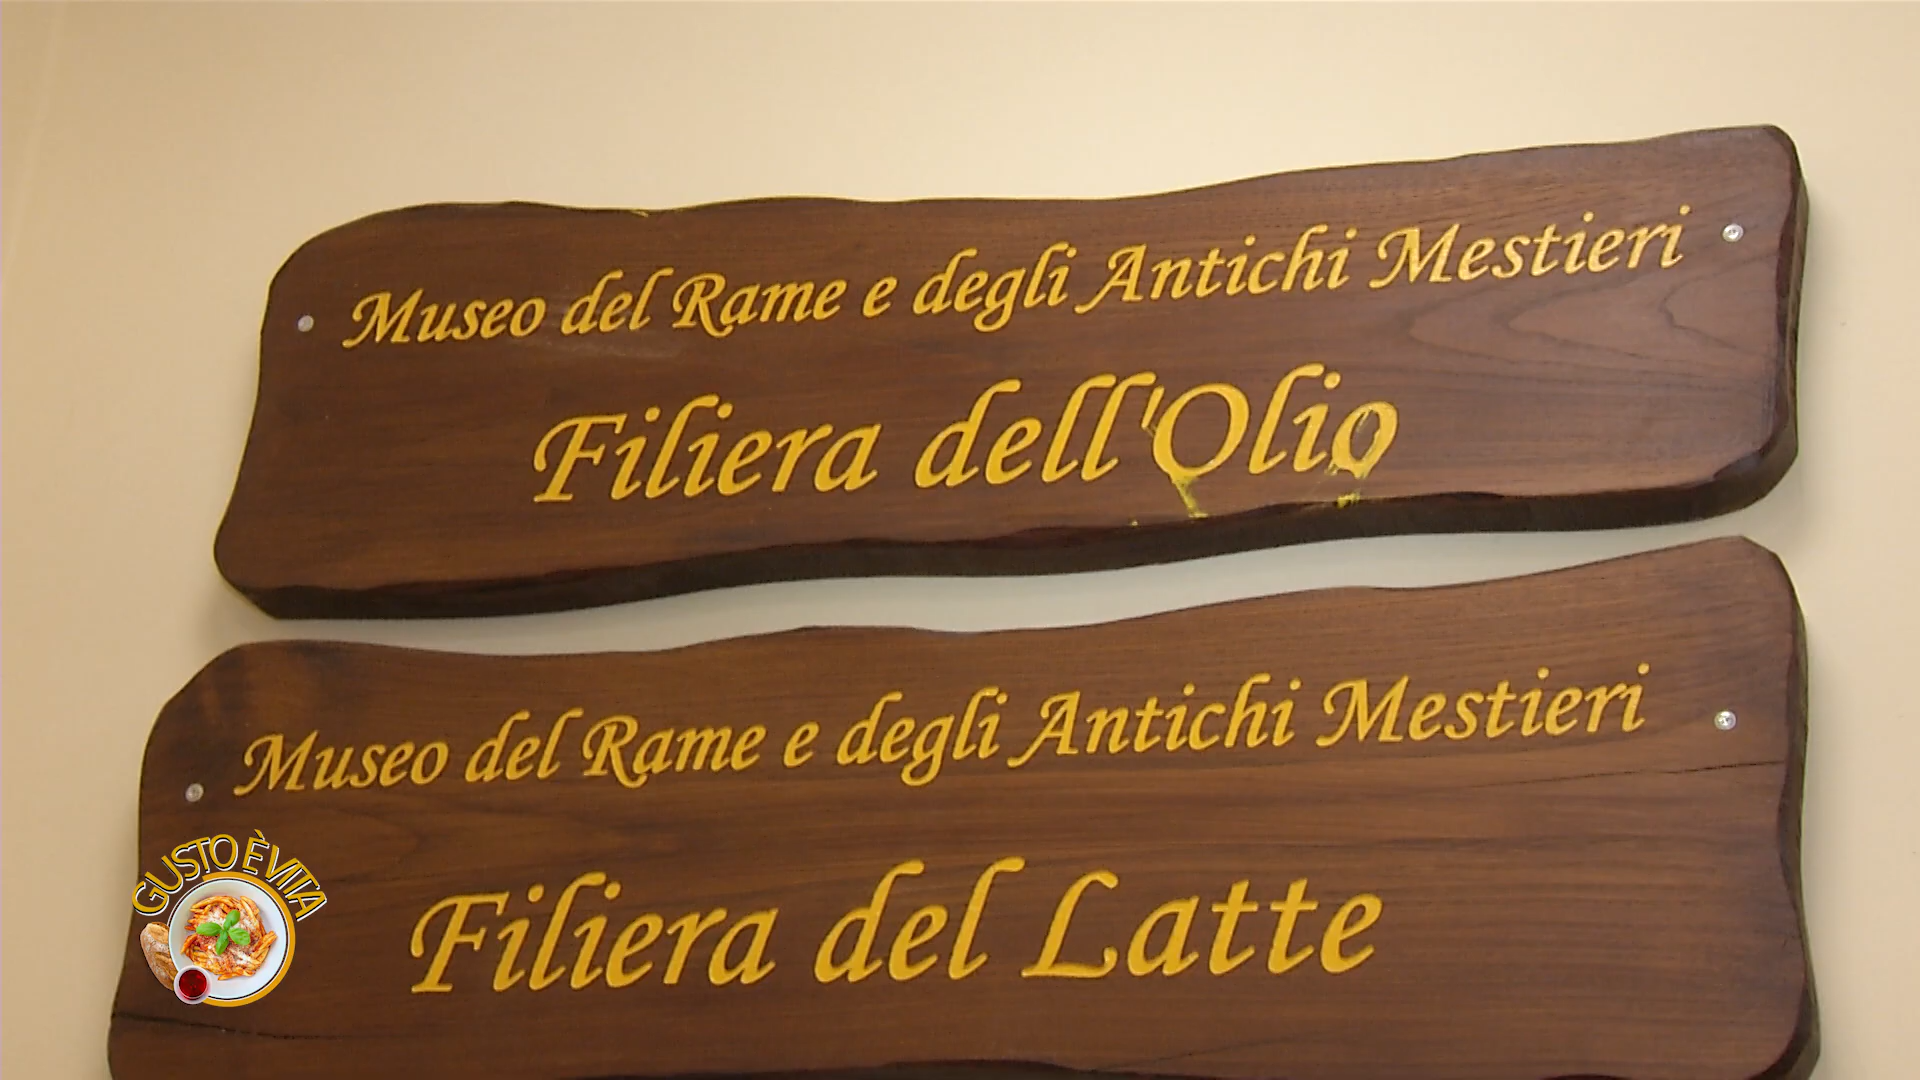 Museo del Rame e degli Antichi Mestieri
Filiera dell'Olio
Museo del Rame e degli Antichi Mestieri
Filiera del Latte
GUSTO È VITA